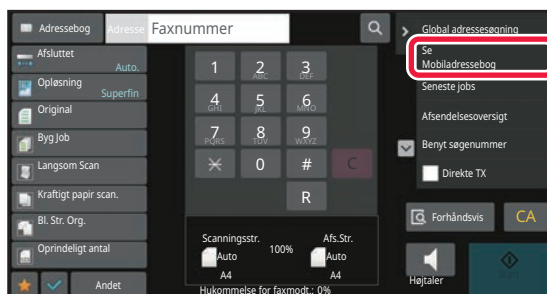 Adressebog
Adresse
Faxnummer
Global adressesøgning
Afsluttet
Auto.
Se
Mobiladressebog
Opløsning
Superfin
Seneste jobs
Original
Afsendelsesoversigt
Byg Job
Benyt søgenummer
Langsom Scan
Direkte TX
Kraftigt papir scan.
Bl. Str. Org.
Oprindeligt antal
Andet
1
2
ABC
3
DEF
4
GHI
5
JKL
6
MNO
7
PQRS
8
TUV
9
WXYZ
0
#
C
R
Scanningsstr.
100%
Afs.Str.
Auto
Auto
A4
A4
Hukommelse for faxmodt.: 0%
Forhåndsvis
CA
Højtaler
Start